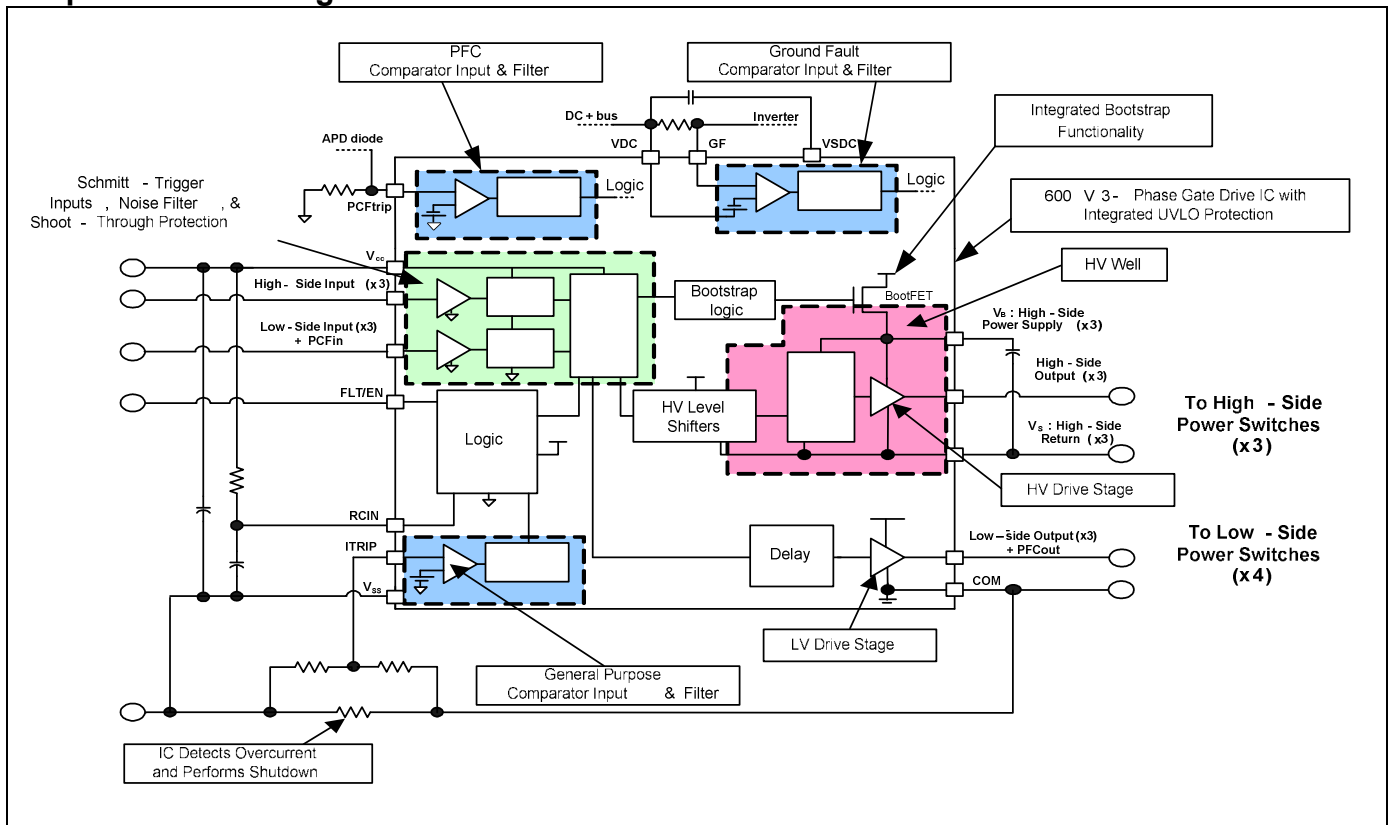 PFC
Comparator Input & Filter
Ground Fault
Comparator Input & Filter
DC + bus
Inverter
Integrated Bootstrap
Functionality
APD diode
VDC
GF
VSDC
Schmitt - Trigger
Inputs , Noise Filter , &
Shoot - Through Protection
PCFtrip
Logic
Logic
600 V 3 - Phase Gate Drive IC with
Integrated UVLO Protection
Vcc
High- Side Input (x3)
HV Well
Bootstrap
logic
BootFET
VB : High-Side
Power Supply (x3)
Low-Side Input(x3)
+ PCFin
High - Side
Output (x3)
FLT/EN
Logic
HV Level
Shifters
To High - Side
Power Switches
(x3)
VS : High-Side
Return (x3)
HV Drive Stage
RCIN
ITRIP
Delay
Low-side Output(x3)
+ PFCout
To Low - Side
Power Switches
(x4)
Vss
COM
LV Drive Stage
General Purpose
Comparator Input & Filter
IC Detects Overcurrent
and Performs Shutdown